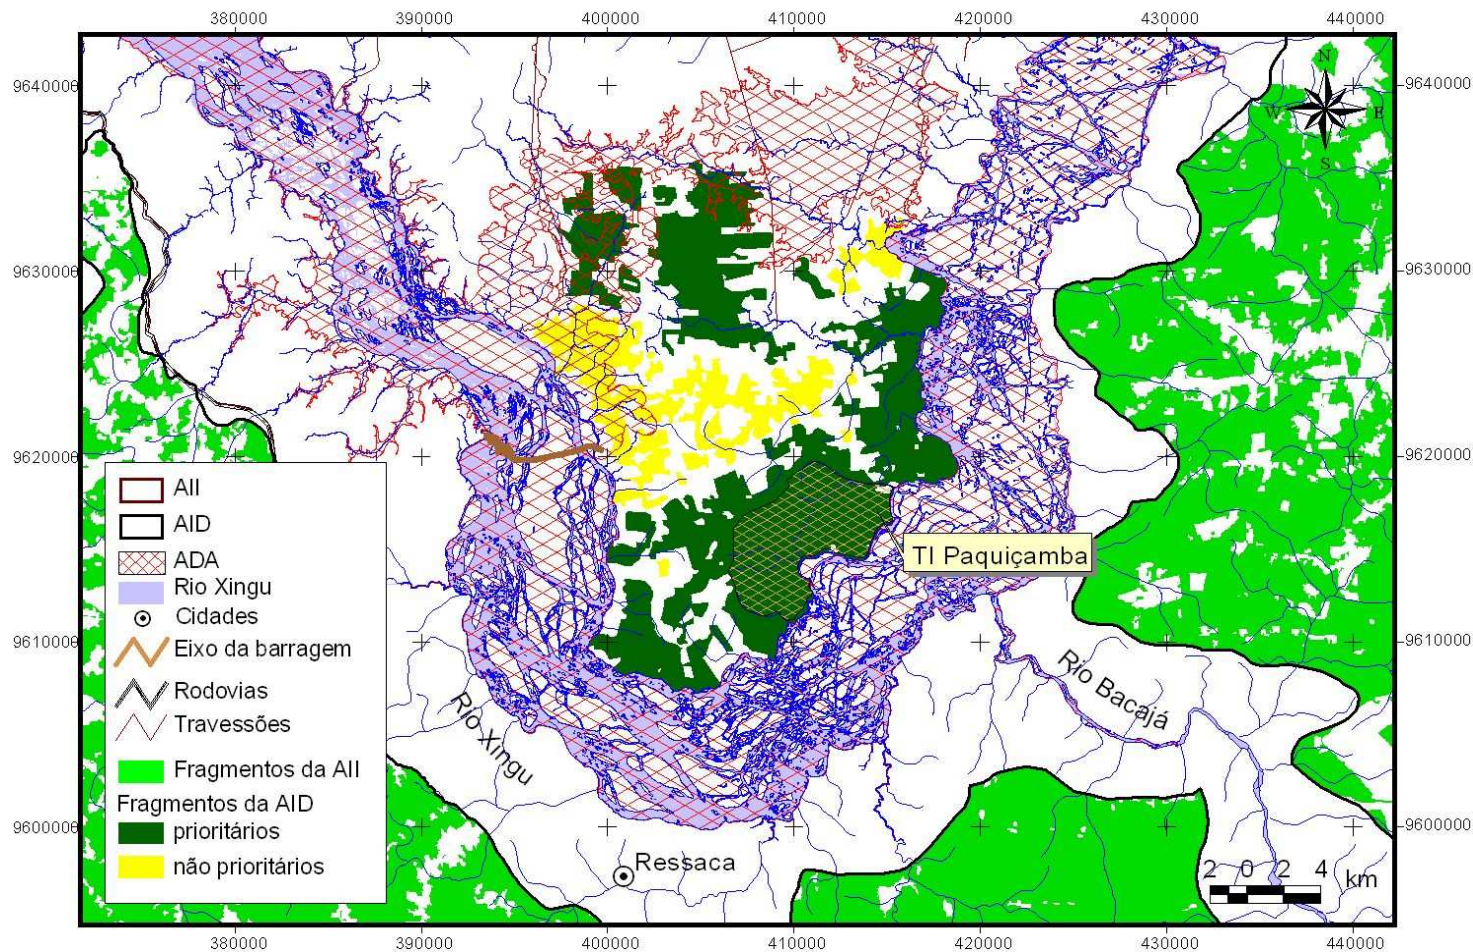 380000 390000 400000 410000 420000 430000 440000
9640000 9640000
N
W E
S
9630000 9630000
9620000 9620000
AII
AID
ADA
Rio Xingu
Cidades
Eixo da barragem
Rodovias
Travessões
Fragmentos da AII
Fragmentos da AID
prioritários
não prioritários
TI Paquiçamba
9610000 9610000
Rio Bacajá
Rio Xingu
9600000 9600000
Ressaca
2 0 2 4 km
380000 390000 400000 410000 420000 430000 440000